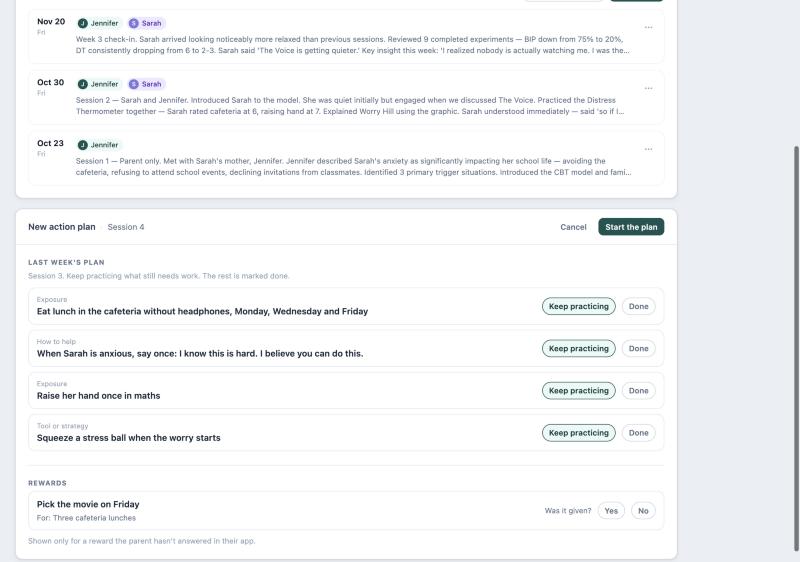 Nov 20
Fri
J Jennifer S Sarah
Week 3 check-in. Sarah arrived looking noticeably more relaxed than previous sessions. Reviewed 9 completed experiments — BIP down from 75% to 20%,
DT consistently dropping from 6 to 2-3. Sarah said 'The Voice is getting quieter.' Key insight this week: 'I realized nobody is actually watching me. I was the...
...
Oct 30
Fri
J Jennifer S Sarah
Session 2 — Sarah and Jennifer. Introduced Sarah to the model. She was quiet initially but engaged when we discussed The Voice. Practiced the Distress
Thermometer together — Sarah rated cafeteria at 6, raising hand at 7. Explained Worry Hill using the graphic. Sarah understood immediately — said 'so if I...
...
Oct 23
Fri
J Jennifer
Session 1 — Parent only. Met with Sarah's mother, Jennifer. Jennifer described Sarah's anxiety as significantly impacting her school life — avoiding the
cafeteria, refusing to attend school events, declining invitations from classmates. Identified 3 primary trigger situations. Introduced the CBT model and fami...
...
New action plan · Session 4
Cancel
Start the plan
LAST WEEK'S PLAN
Session 3. Keep practicing what still needs work. The rest is marked done.
Exposure
Eat lunch in the cafeteria without headphones, Monday, Wednesday and Friday
Keep practicing
Done
How to help
When Sarah is anxious, say once: I know this is hard. I believe you can do this.
Keep practicing
Done
Exposure
Raise her hand once in maths
Keep practicing
Done
Tool or strategy
Squeeze a stress ball when the worry starts
Keep practicing
Done
REWARDS
Pick the movie on Friday
For: Three cafeteria lunches
Was it given?
Yes
No
Shown only for a reward the parent hasn't answered in their app.